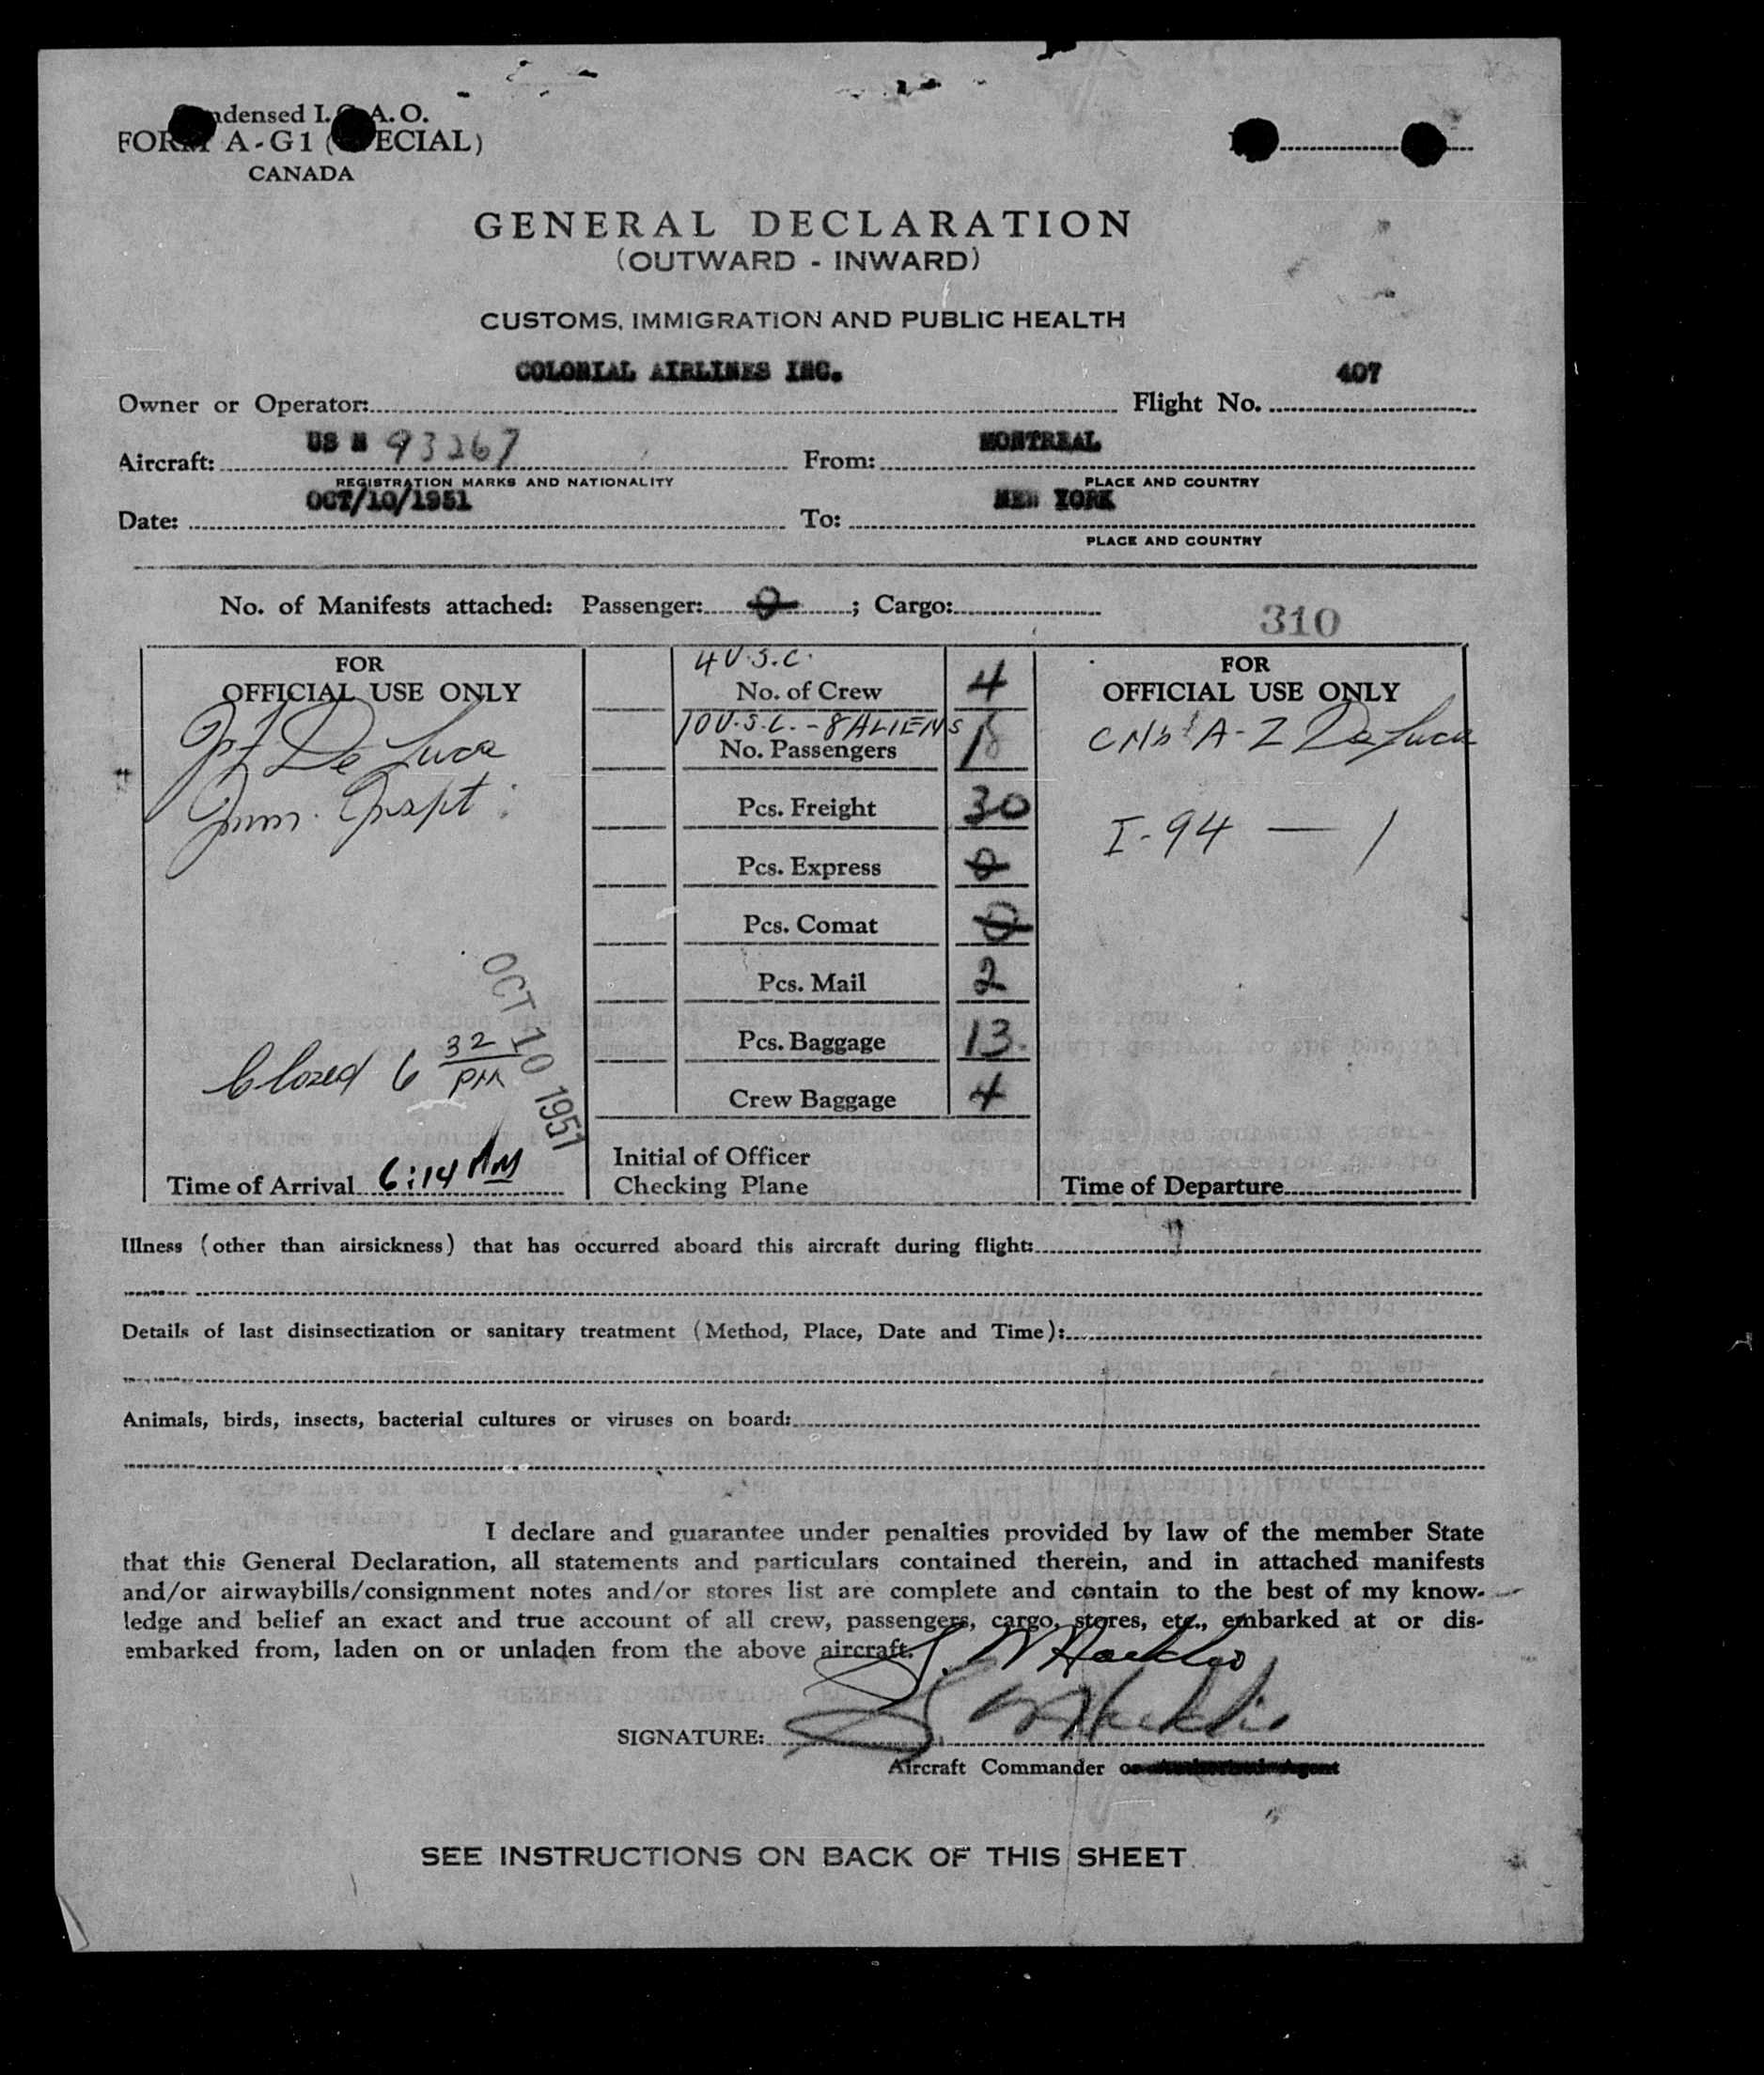 Condensed I.C.A.O.
FORM A-G1 (SPECIAL)
CANADA
GENERAL DECLARATION
(OUTWARD - INWARD)
CUSTOMS, IMMIGRATION AND PUBLIC HEALTH
COLONIAL AIRLINES INC. 407
Owner or Operator: Flight No.
US N 93267 MONTREAL
Aircraft: From:
REGISTRATION MARKS AND NATIONALITY PLACE AND COUNTRY
OCT/10/1951 NEW YORK
Date: To:
PLACE AND COUNTRY
No. of Manifests attached: Passenger: 0 ; Cargo:
310
FOR
OFFICIAL USE ONLY
De Luca
Imm. Inspt.
OCT 10 1951
Closed 6 32 PM
Time of Arrival 6:14 PM
4 U.S.C.
No. of Crew 4
10 U.S.C. - 8 ALIENS
No. Passengers 18
Pcs. Freight 30
Pcs. Express 0
Pcs. Comat 0
Pcs. Mail 2
Pcs. Baggage 13
Crew Baggage 4
Initial of Officer
Checking Plane
FOR
OFFICIAL USE ONLY
A-Z De Luca
I-94 — 1
Time of Departure
Illness (other than airsickness) that has occurred aboard this aircraft during flight:
Details of last disinsectization or sanitary treatment (Method, Place, Date and Time):
Animals, birds, insects, bacterial cultures or viruses on board:
I declare and guarantee under penalties provided by law of the member State
that this General Declaration, all statements and particulars contained therein, and in attached manifests
and/or airwaybills/consignment notes and/or stores list are complete and contain to the best of my know-
ledge and belief an exact and true account of all crew, passengers, cargo, stores, etc., embarked at or dis-
embarked from, laden on or unladen from the above aircraft.
SIGNATURE:
Aircraft Commander or Authorized Agent
SEE INSTRUCTIONS ON BACK OF THIS SHEET